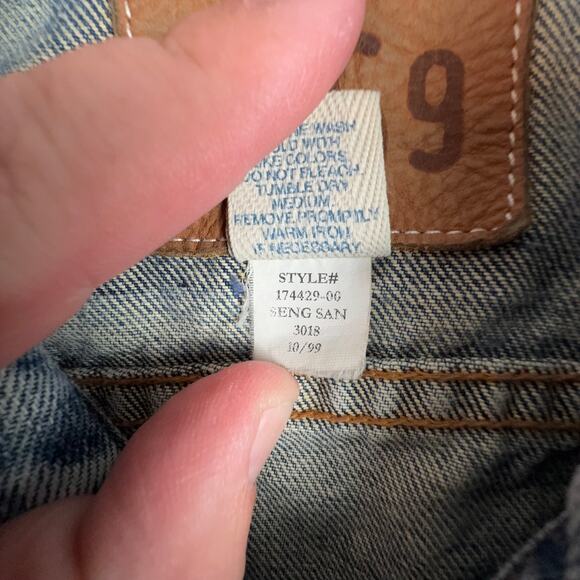 9
WASH
WITH
COLORS
DO NOT BLEACH
TUMBLE DRY
MEDIUM
REMOVE PROMPTLY
WARM IRON
IF NECESSARY
STYLE#
174429-06
SENG SAN
3018
10/99